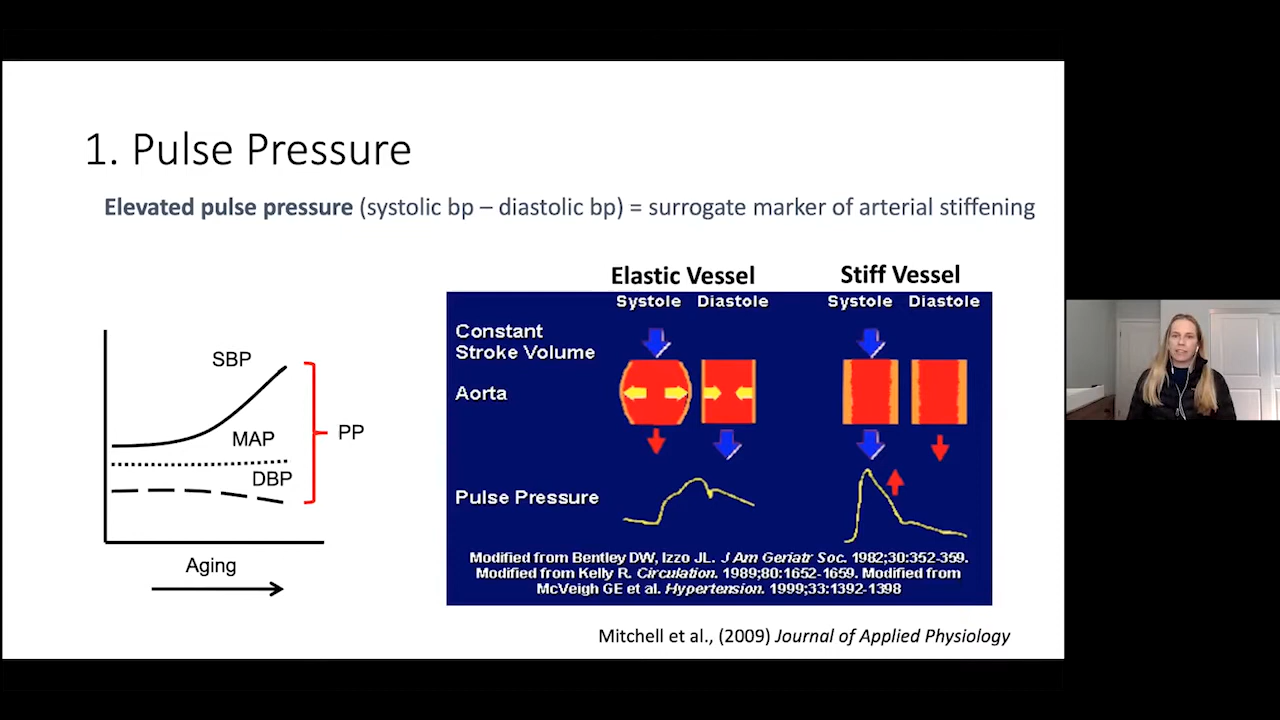 1. Pulse Pressure
Elevated pulse pressure (systolic bp – diastolic bp) = surrogate marker of arterial stiffening
SBP
MAP
DBP
PP
Aging
Elastic Vessel
Stiff Vessel
Systole Diastole
Systole Diastole
Constant
Stroke Volume
Aorta
Pulse Pressure
Modified from Bentley DW, Izzo JL. J Am Geriatr Soc. 1982;30:352-359.
Modified from Kelly R. Circulation. 1989;80:1652-1659. Modified from
McVeigh GE et al. Hypertension. 1999;33:1392-1398
Mitchell et al., (2009) Journal of Applied Physiology